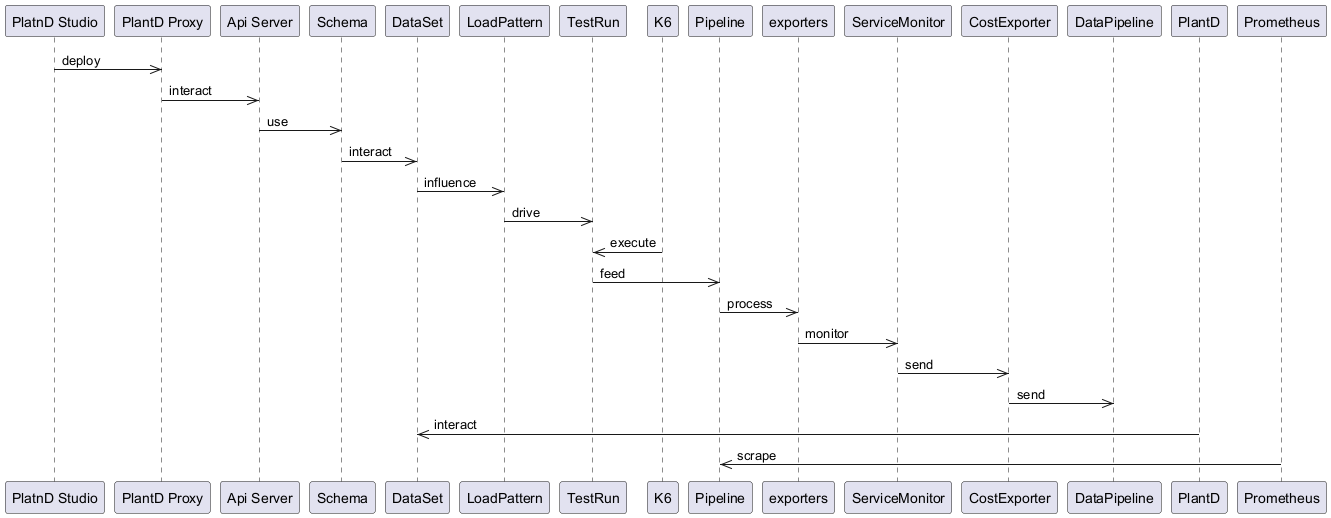 PlatnD Studio PlantD Proxy Api Server Schema DataSet LoadPattern TestRun K6 Pipeline exporters ServiceMonitor CostExporter DataPipeline PlantD Prometheus
deploy
interact
use
interact
influence
drive
execute
feed
process
monitor
send
send
interact
scrape
PlatnD Studio PlantD Proxy Api Server Schema DataSet LoadPattern TestRun K6 Pipeline exporters ServiceMonitor CostExporter DataPipeline PlantD Prometheus